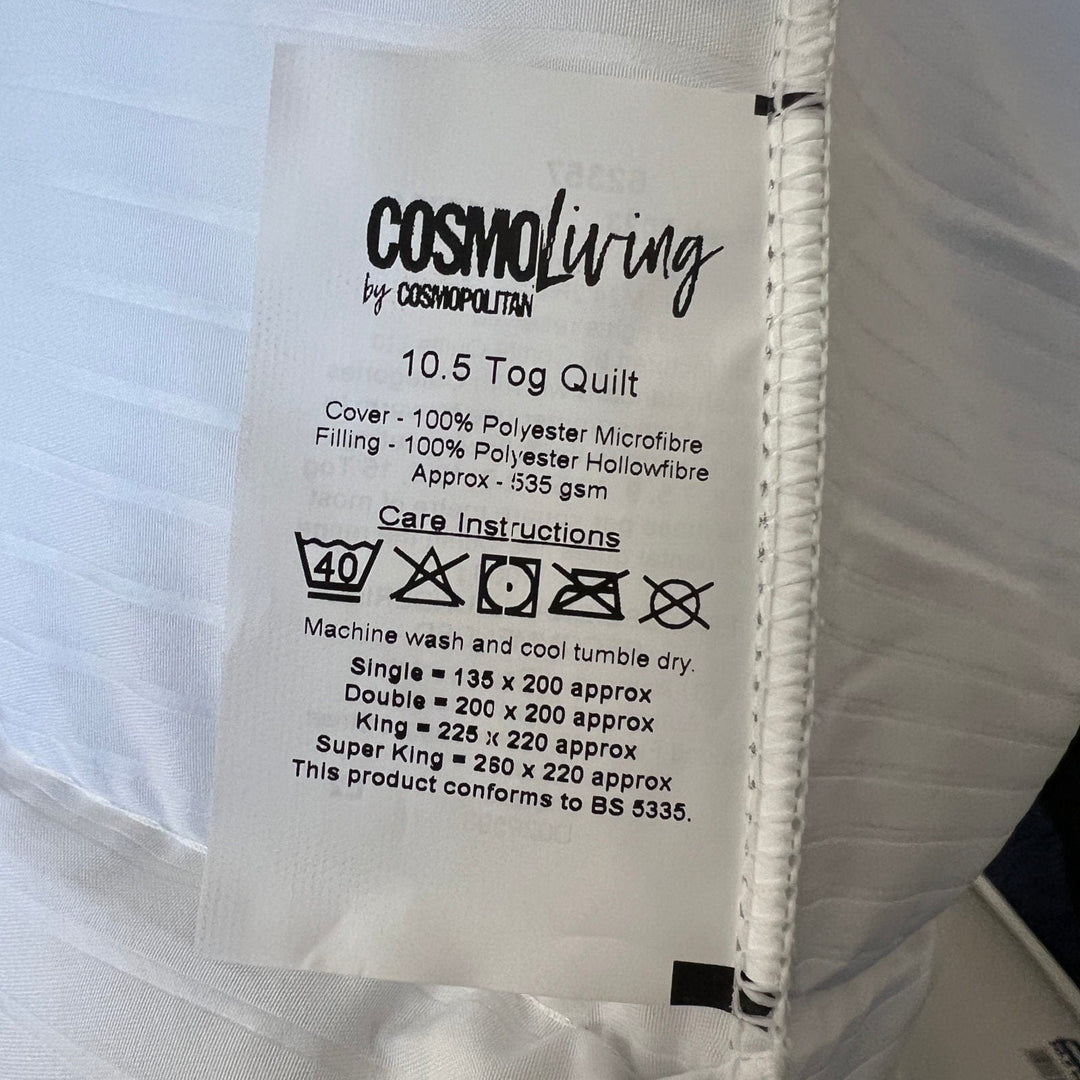 COSMOLiving
by COSMOPOLITAN
10.5 Tog Quilt
Cover - 100% Polyester Microfibre
Filling - 100% Polyester Hollowfibre
Approx - 535 gsm
Care Instructions
40
Machine wash and cool tumble dry.
Single = 135 x 200 approx
Double = 200 x 200 approx
King = 225 x 220 approx
Super King = 260 x 220 approx
This product conforms to BS 5335.